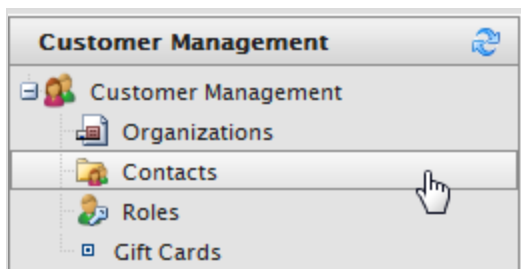 Customer Management
Customer Management
Organizations
Contacts
Roles
Gift Cards